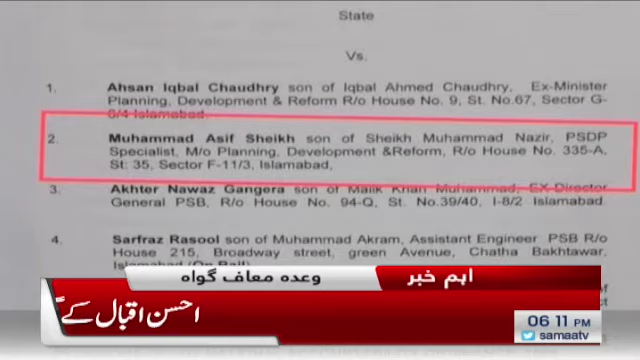 State
Vs.
1. Ahsan Iqbal Chaudhry son of Iqbal Ahmed Chaudhry, Ex-Minister
Planning, Development & Reform R/o House No. 9, St. No.67, Sector G-
6/4 Islamabad.
2. Muhammad Asif Sheikh son of Sheikh Muhammad Nazir, PSDP
Specialist, M/o Planning, Development &Reform, R/o House No. 335-A,
St: 35, Sector F-11/3, Islamabad,
3. Akhter Nawaz Gangera son of Malik Khan Muhammad, EX-Director
General PSB, R/o House No. 94-Q, St. No.39/40, I-8/2 Islamabad
4. Sarfraz Rasool son of Muhammad Akram, Assistant Engineer PSB R/o
House 215, Broadway street, green Avenue, Chatha Bakhtawar,
Islamabad (On Bail)
اہم خبر وعدہ معاف گواہ
احسن اقبال کے
06 11 PM
samaatv